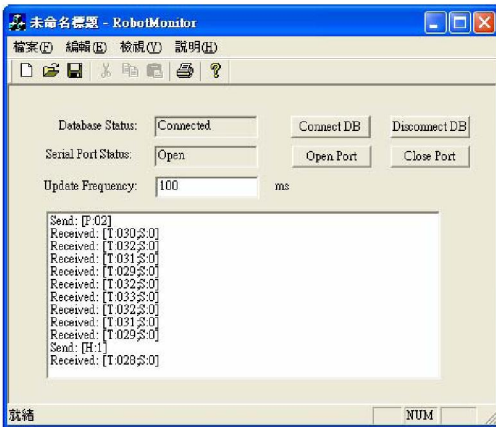 未命名標題 - RobotMonitor
檔案(F) 編輯(E) 檢視(V) 說明(H)
Database Status: Connected Connect DB Disconnect DB
Serial Port Status: Open Open Port Close Port
Update Frequency: 100 ms
Send: [P:02]
Received: [T:030;S:0]
Received: [T:032;S:0]
Received: [T:031;S:0]
Received: [T:029;S:0]
Received: [T:032;S:0]
Received: [T:033;S:0]
Received: [T:032;S:0]
Received: [T:031;S:0]
Received: [T:029;S:0]
Send: [H:1]
Received: [T:028;S:0]
就緒 NUM